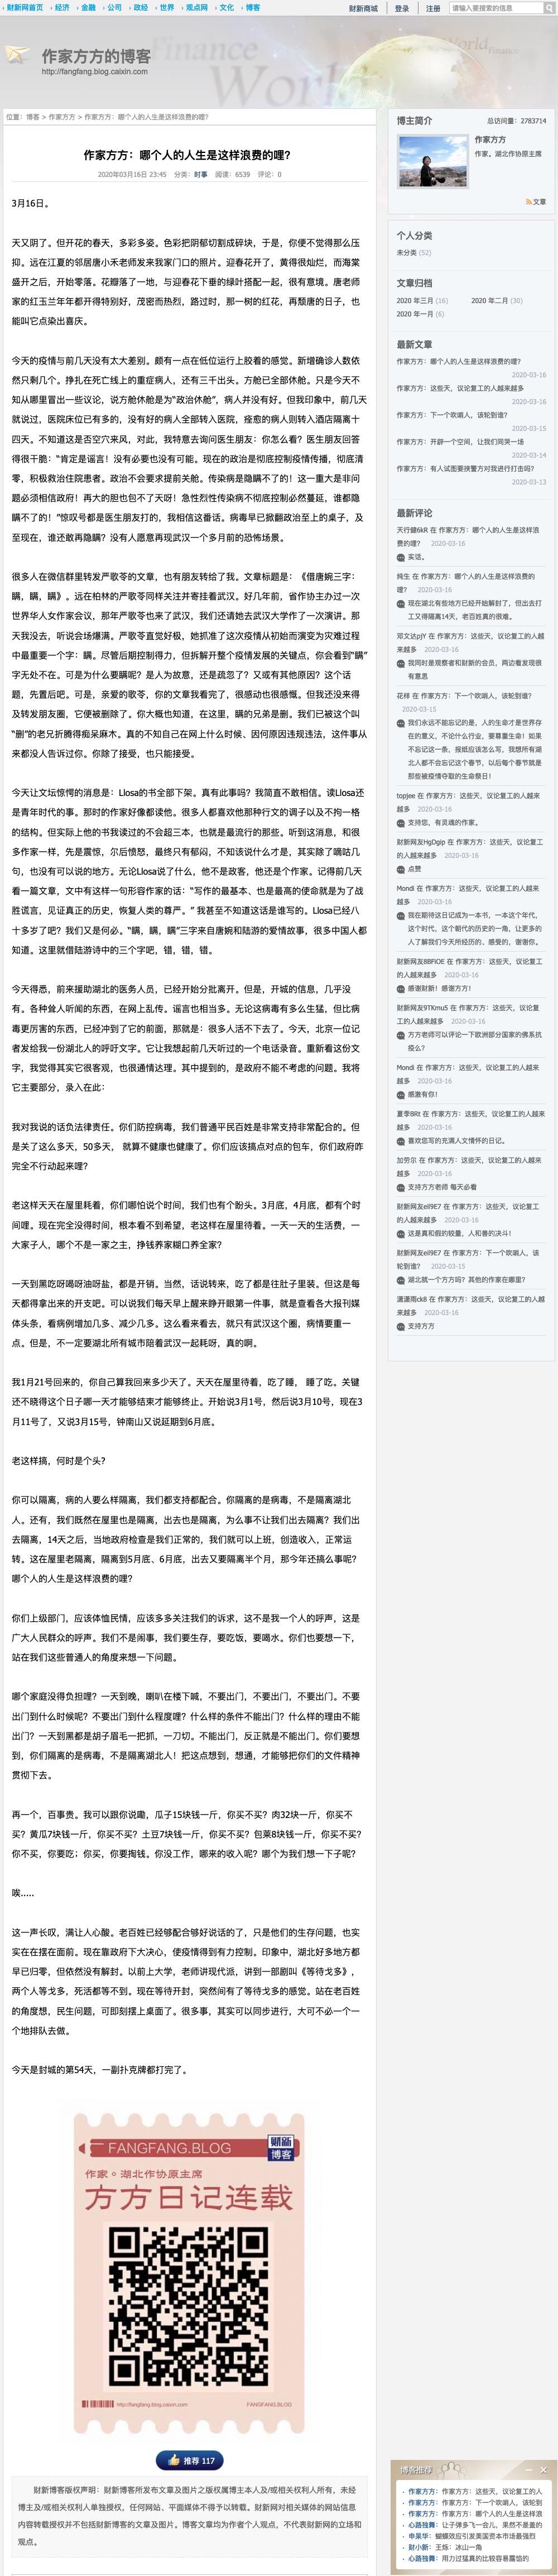 › 财新网首页 › 经济 › 金融 › 公司 › 政经 › 世界 › 观点网 › 文化 › 博客
财新商城 登录 注册 请输入要搜索的信息
作家方方的博客
http://fangfang.blog.caixin.com
位置：博客 > 作家方方 > 作家方方：哪个人的人生是这样浪费的哩?
作家方方：哪个人的人生是这样浪费的哩?
2020年03月16日 23:45 分类：时事 阅读：6539 评论：0
3月16日。
天又阴了。但开花的春天，多彩多姿。色彩把阴郁切割成碎块，于是，你便不觉得那么压
抑。远在江夏的邻居唐小禾老师发来我家门口的照片。迎春花开了，黄得很灿烂，而海棠
盛开之后，开始零落。花瓣落了一地，与迎春花下垂的绿叶搭配一起，很有意境。唐老师
家的红玉兰年年都开得特别好，茂密而热烈，路过时，那一树的红花，再颓唐的日子，也
能叫它点染出喜庆。
今天的疫情与前几天没有太大差别。颇有一点在低位运行上胶着的感觉。新增确诊人数依
然只剩几个。挣扎在死亡线上的重症病人，还有三千出头。方舱已全部休舱。只是今天不
知从哪里冒出一些议论，说方舱休舱是为“政治休舱”，病人并没有好。但我印象中，前几天
就说过，医院床位已有多的，没有好的病人全部转入医院，痊愈的病人则转入酒店隔离十
四天。不知道这是否空穴来风，对此，我特意去询问医生朋友：你怎么看？医生朋友回答
得很干脆：“肯定是谣言！没有必要也没有可能。现在的政治是彻底控制疫情传播，彻底清
零，积极救治住院患者。政治不会要求提前关舱。传染病是隐瞒不了的！这一重大是非问
题必须相信政府！再大的胆也包不了天呀！急性烈性传染病不彻底控制必然蔓延，谁都隐
瞒不了的！”惊叹号都是医生朋友打的，我相信这番话。病毒早已掀翻政治至上的桌子，及
至现在，谁还敢再隐瞒？没有人愿意再现武汉一个多月前的恐怖场景。
很多人在微信群里转发严歌苓的文章，也有朋友转给了我。文章标题是：《借唐婉三字：
瞒，瞒，瞒》。远在柏林的严歌苓同样关注并寄挂着武汉。好几年前，省作协主办过一次
世界华人女作家会议，那年严歌苓也来了武汉，我们还请她去武汉大学作了一次演讲。那
天我没去，听说会场爆满。严歌苓直觉好极，她抓准了这次疫情从初始而演变为灾难过程
中最重要一个字：瞒。尽管后期控制得力，但拆解开整个疫情发展的关键点，你会看到“瞒”
字无处不在。可是为什么要瞒呢？是人为故意，还是疏忽了？又或有其他原因？这个话
题，先置后吧。可是，亲爱的歌苓，你的文章我看完了，很感动也很感慨。但我还没来得
及转发朋友圈，它便被删除了。你大概也知道，在这里，瞒的兄弟是删。我们已被这个叫
“删”的老兄折腾得痴呆麻木。真的不知自己在网上什么时候、因何原因违规违法，这件事从
来都没人告诉过你。你除了接受，也只能接受。
今天让文坛惊愕的消息是：Llosa的书全部下架。真有此事吗？我简直不敢相信。读Llosa还
是青年时代的事。那时的作家好像都读他。很多人都喜欢他那种行文的调子以及不拘一格
的结构。但实际上他的书我读过的不会超三本，也就是最流行的那些。听到这消息，和很
多作家一样，先是震惊，尔后愤怒，最终只有郁闷，不知该说什么才是，其实除了嘀咕几
句，也没有可以说的地方。无论Llosa说了什么，他不是政客，他还是个作家。记得前几天
看一篇文章，文中有这样一句形容作家的话：“写作的最基本、也是最高的使命就是为了战
胜谎言，见证真正的历史，恢复人类的尊严。” 我甚至不知道这话是谁写的。Llosa已经八
十多岁了吧？我们又是何必。“瞒，瞒，瞒”三字来自唐婉和陆游的爱情故事，很多中国人都
知道。这里就借陆游诗中的三个字吧，错，错，错。
今天得悉，前来援助湖北的医务人员，已经开始分批离开。但是，开城的信息，几乎没
有。各种耸人听闻的东西，在网上乱传。谣言也相当多。无论这病毒有多么生猛，但比病
毒更厉害的东西，已经冲到了它的前面，那就是：很多人活不下去了。今天，北京一位记
者发给我一份湖北人的呼吁文字。它让我想起前几天听过的一个电话录音。重新看这份文
字，我觉得其实它很客观，也很通情达理。其中提到的，是政府不能不考虑的问题。我将
它主要部分，录入在此：
我对我说的话负法律责任。你们防控病毒，我们普通平民百姓是非常支持非常配合的。但
是关了这么多天，50多天， 就算不健康也健康了。你们应该搞点对点的包车，你们政府咋
完全不行动起来哩？
老这样天天在屋里耗着，你们哪怕说个时间，我们也有个盼头。3月底，4月底，都有个时
间哩。现在完全没得时间，根本看不到希望，老这样在屋里待着。一天一天的生活费，一
大家子人，哪个不是一家之主，挣钱养家糊口养全家？
一天到黑吃呀喝呀油呀盐，都是开销。当然，话说转来，吃了都是往肚子里装。但这是每
天都得拿出来的开支吧。可以说我们每天早上醒来睁开眼第一件事，就是查看各大报刊媒
体头条，看病例增加几多、减少几多。这么看来看去，就只有武汉这个圈，病情要重一
点。但是，不一定要湖北所有城市陪着武汉一起耗呀，真的啊。
我1月21号回来的，你自己算我回来多少天了。天天在屋里待着，吃了睡， 睡了吃。关键
还不晓得这个日子哪一天才能够结束才能够终止。开始说3月1号，然后说3月10号，现在3
月11号了，又说3月15号，钟南山又说延期到6月底。
老这样搞，何时是个头?
你可以隔离，病的人要么样隔离，我们都支持都配合。你隔离的是病毒，不是隔离湖北
人。还有，我们既然在屋里也是隔离，出去也是隔离，为么事不让我们出去隔离？我们出
去隔离，14天之后，当地政府检查是我们正常的，我们就可以上班，创造收入，正常运
转。这在屋里老隔离，隔离到5月底、6月底，出去又要隔离半个月，那今年还搞么事呢？
哪个人的人生是这样浪费的哩？
你们上级部门，应该体恤民情，应该多多关注我们的诉求，这不是我一个人的呼声，这是
广大人民群众的呼声。我们不是闹事，我们要生存，要吃饭，要喝水。你们也要想一下，
站在我们这些普通人的角度来想一下问题。
哪个家庭没得负担哩？一天到晚，喇叭在楼下喊，不要出门，不要出门，不要出门。不要
出门到什么时候呢？不要出门到什么程度哩？什么样的条件不能出门？什么样的理由不能
出门？一天到黑都是胡子眉毛一把抓，一刀切。不能出门，反正就是不能出门。你们要想
到，你们隔离的是病毒，不是隔离湖北人！把这点想到，想通，才能够把你们的文件精神
贯彻下去。
再一个，百事贵。我可以跟你说嘞，瓜子15块钱一斤，你买不买？肉32块一斤，你买不
买？黄瓜7块钱一斤，你买不买？土豆7块钱一斤，你买不买？包菜8块钱一斤，你买不买？
你不买，你要吃；你买，你要掏钱。你没工作，哪来的收入呢？哪个为我们想一下子呢？
唉.....
这一声长叹，满让人心酸。老百姓已经够配合够好说话的了，只是他们的生存问题，也实
实在在摆在面前。现在靠政府下大决心，使疫情得到有力控制。印象中，湖北好多地方都
早已归零，但依然没有解封。以前上大学，老师讲现代派，讲到一部剧叫《等待戈多》，
两个人等戈多，死活都等不到。现在等待开封，突然间有了等待戈多的感觉。站在老百姓
的角度想，民生问题，可即刻摆上桌面了。很多事，其实可以同步进行，大可不必一个一
个地排队去做。
今天是封城的第54天，一副扑克牌都打完了。
FANGFANG.BLOG
财新
博客
作家。湖北作协原主席
方方日记连载
http://fangfang.blog.caixin.com FANGFANG.BLOG
推荐 117
财新博客版权声明：财新博客所发布文章及图片之版权属博主本人及/或相关权利人所有，未经
博主及/或相关权利人单独授权，任何网站、平面媒体不得予以转载。财新网对相关媒体的网站信息
内容转载授权并不包括财新博客的文章及图片。博客文章均为作者个人观点，不代表财新网的立场和
观点。
博主简介 总访问量：2783714
作家方方
作家。湖北作协原主席
文章
个人分类
未分类 (52)
文章归档
2020 年三月 (16) 2020 年二月 (30)
2020 年一月 (6)
最新文章
作家方方：哪个人的人生是这样浪费的哩?
2020-03-16
作家方方：这些天，议论复工的人越来越多
2020-03-16
作家方方：下一个吹哨人，该轮到谁?
2020-03-15
作家方方：开辟一个空间，让我们同哭一场
2020-03-14
作家方方：有人试图要挟警方对我进行打击吗?
2020-03-13
最新评论
天行健6kR 在 作家方方：哪个人的人生是这样浪
费的哩? 2020-03-16
实话。
纯生 在 作家方方：哪个人的人生是这样浪费的
哩? 2020-03-16
现在湖北有些地方已经开始解封了，但出去打
工又得隔离14天，老百姓真的很难。
邓文达pJY 在 作家方方：这些天，议论复工的人越
来越多 2020-03-16
我同时是观察者和财新的会员，两边看发现很
有意思
花样 在 作家方方：下一个吹哨人，该轮到谁?
2020-03-15
我们永远不能忘记的是，人的生命才是世界存
在的意义，不论什么行业，要尊重生命！如果
不忘记这一条，报纸应该怎么写，我想所有湖
北人都不会忘记这个春节，以后每个春节就是
那些被疫情夺取的生命祭日！
topjee 在 作家方方：这些天，议论复工的人越来
越多 2020-03-16
支持您，有灵魂的作家。
财新网友HgDgip 在 作家方方：这些天，议论复工
的人越来越多 2020-03-16
点赞
Mondi 在 作家方方：这些天，议论复工的人越来
越多 2020-03-16
我在期待这日记成为一本书，一本这个年代，
这个时代，这个朝代的历史的一角，让更多的
人了解我们今天所经历的、感受的，谢谢你。
财新网友8BFiOE 在 作家方方：这些天，议论复工
的人越来越多 2020-03-16
感谢财新！感谢方方！
财新网友9TKmu5 在 作家方方：这些天，议论复
工的人越来越多 2020-03-16
方方老师可以评论一下欧洲部分国家的佛系抗
疫么?
Mondi 在 作家方方：这些天，议论复工的人越来
越多 2020-03-16
感激有你！
夏季BRt 在 作家方方：这些天，议论复工的人越来
越多 2020-03-16
喜欢您写的充满人文情怀的日记。
加劳尔 在 作家方方：这些天，议论复工的人越来
越多 2020-03-16
支持方方老师 每天必看
财新网友eil9E7 在 作家方方：这些天，议论复工
的人越来越多 2020-03-16
这是真和假的较量，人和兽的决斗！
财新网友eil9E7 在 作家方方：下一个吹哨人，该
轮到谁? 2020-03-15
湖北就一个方方吗？其他的作家在哪里？
潇潇雨ck8 在 作家方方：这些天，议论复工的人越
来越多 2020-03-16
支持方方
博客推荐
· 作家方方：作家方方：这些天，议论复工的人
· 作家方方：作家方方：下一个吹哨人，该轮到
· 作家方方：作家方方：哪个人的人生是这样浪
· 心路独舞：让子弹多飞一会儿，果然不是盖的
· 申呆华：蝴蝶效应引发美国资本市场最强烈
· 财小新：王烁：冰山一角
· 心路独舞：用力过猛真的比较容易露馅的